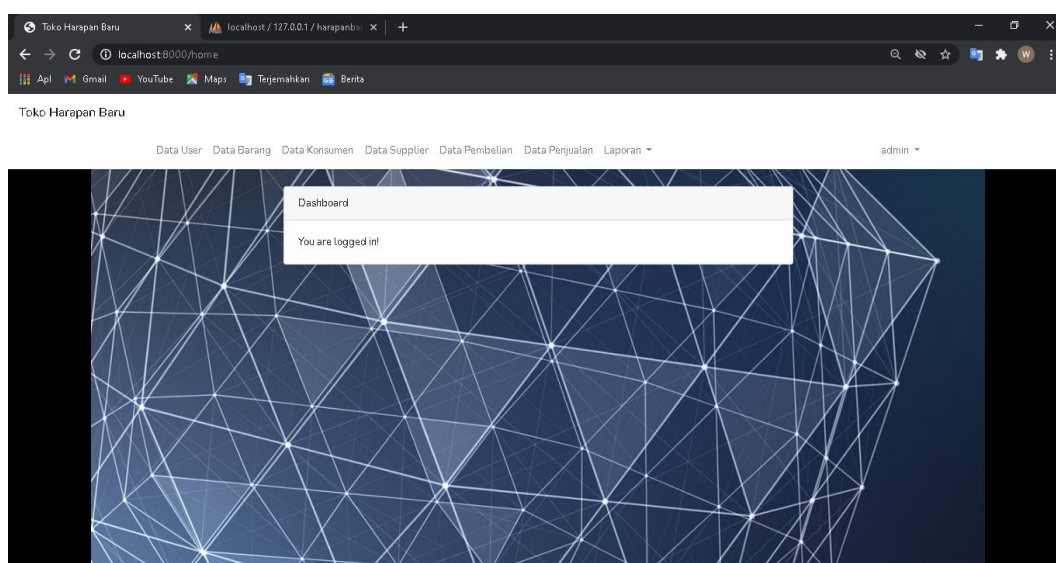 Toko Harapan Baru
localhost / 127.0.0.1 / harapanba
localhost:8000/home
W
Apl Gmail YouTube Maps Terjemahkan Berita
Toko Harapan Baru
Data User Data Barang Data Konsumen Data Supplier Data Pembelian Data Penjualan Laporan admin
Dashboard
You are logged in!